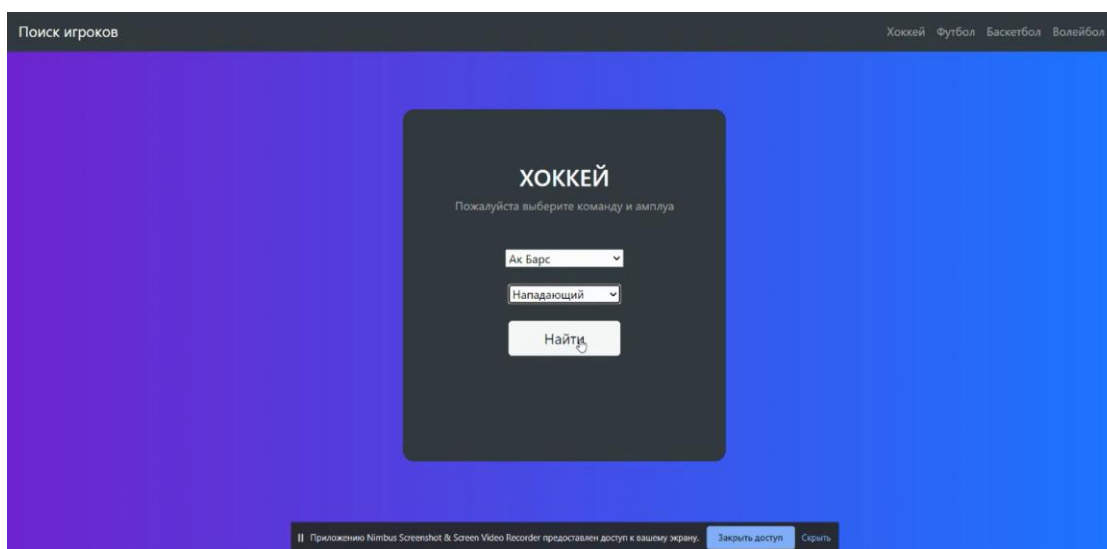 Поиск игроков
Хоккей Футбол Баскетбол Волейбол
ХОККЕЙ
Пожалуйста выберите команду и амплуа
Ак Барс
Нападающий
Найти
Приложению Nimbus Screenshot & Screen Video Recorder предоставлен доступ к вашему экрану. Закрыть доступ Скрыть